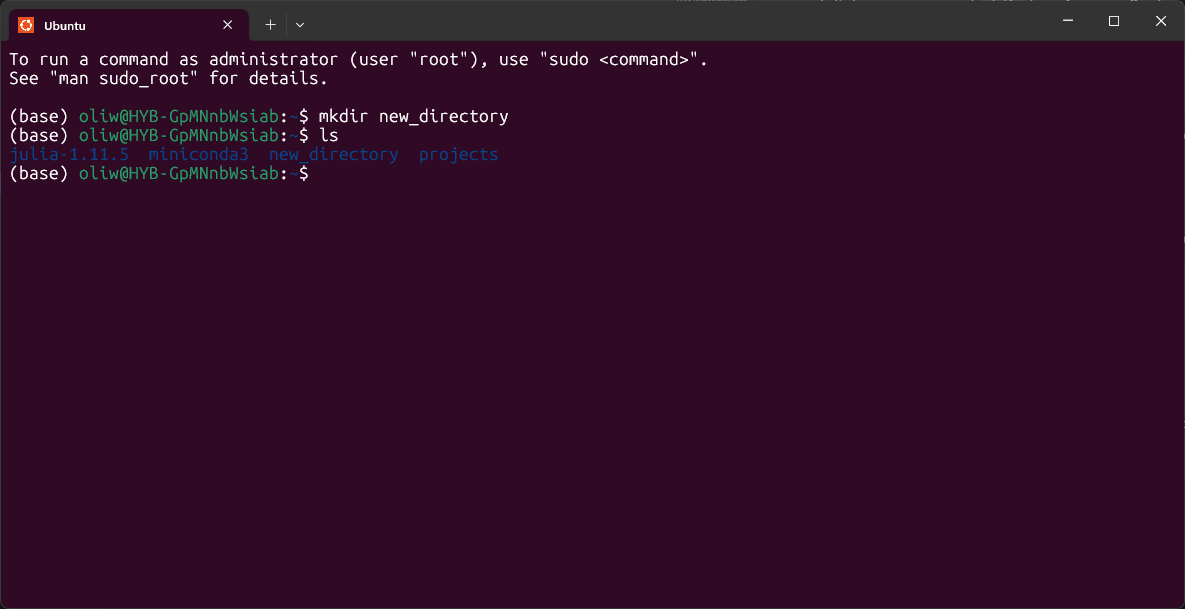 Ubuntu
To run a command as administrator (user "root"), use "sudo <command>".
See "man sudo_root" for details.
(base) oliw@HYB-GpMNnbWsiab:~$ mkdir new_directory
(base) oliw@HYB-GpMNnbWsiab:~$ ls
julia-1.11.5  miniconda3  new_directory  projects
(base) oliw@HYB-GpMNnbWsiab:~$